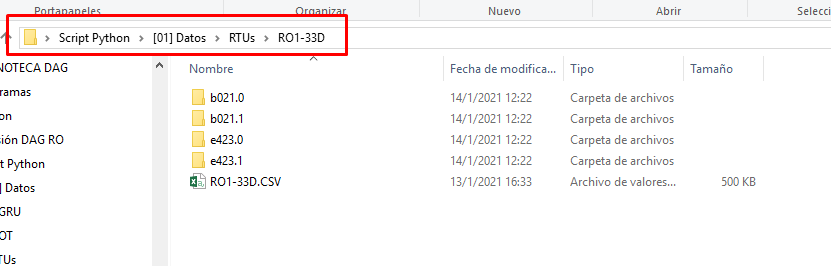 Portapapeles Organizar Nuevo Abrir Selecci
Script Python > [01] Datos > RTUs > RO1-33D
NOTECA DAG
Nombre Fecha de modifica... Tipo Tamaño
ramas
b021.0 14/1/2021 12:22 Carpeta de archivos
on
b021.1 14/1/2021 12:22 Carpeta de archivos
sión DAG RO
e423.0 14/1/2021 12:22 Carpeta de archivos
pt Python
e423.1 14/1/2021 12:22 Carpeta de archivos
] Datos
RO1-33D.CSV 13/1/2021 16:33 Archivo de valores... 500 KB
GRU
OT
TUs